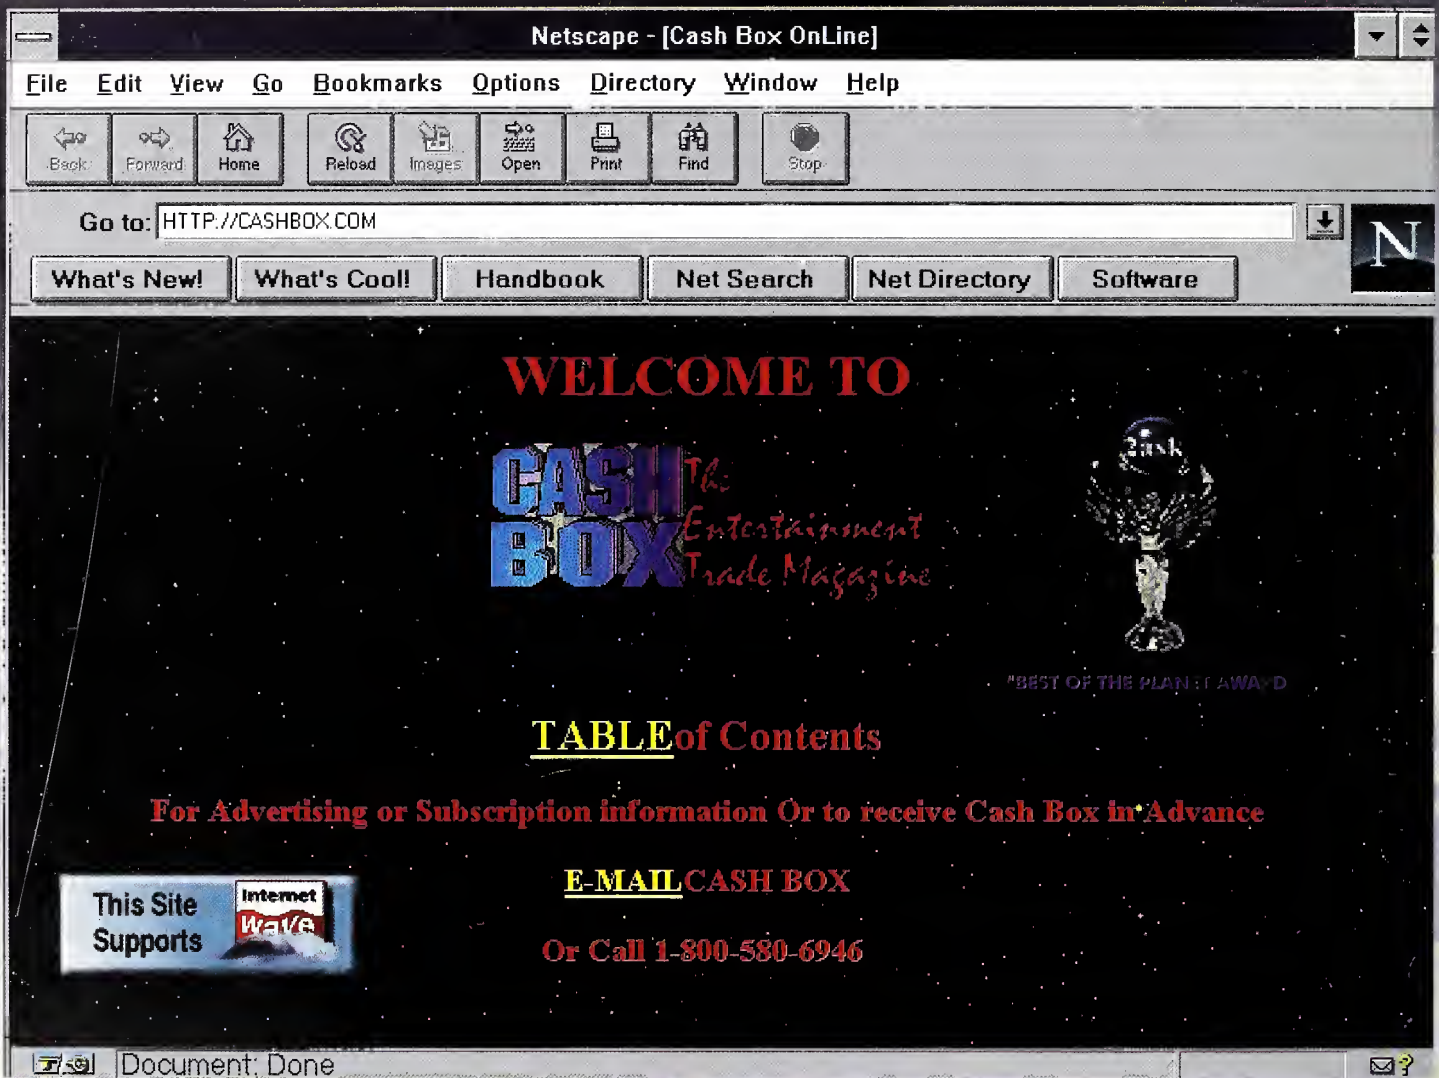 Netscape - [Cash Box OnLine]
File Edit View Go Bookmarks Options Directory Window Help
Back Forward Home Reload Images Open Print Find Stop
Go to: HTTP://CASHBOX.COM
N
What's New! What's Cool! Handbook Net Search Net Directory Software
WELCOME TO
CASH BOX
The
Entertainment
Trade Magazine
2ask
"BEST OF THE PLANET AWARD
TABLE of Contents
For Advertising or Subscription information Or to receive Cash Box in Advance
E-MAIL CASH BOX
Or Call 1-800-580-6946
This Site
Supports
Internet
wave
Document: Done